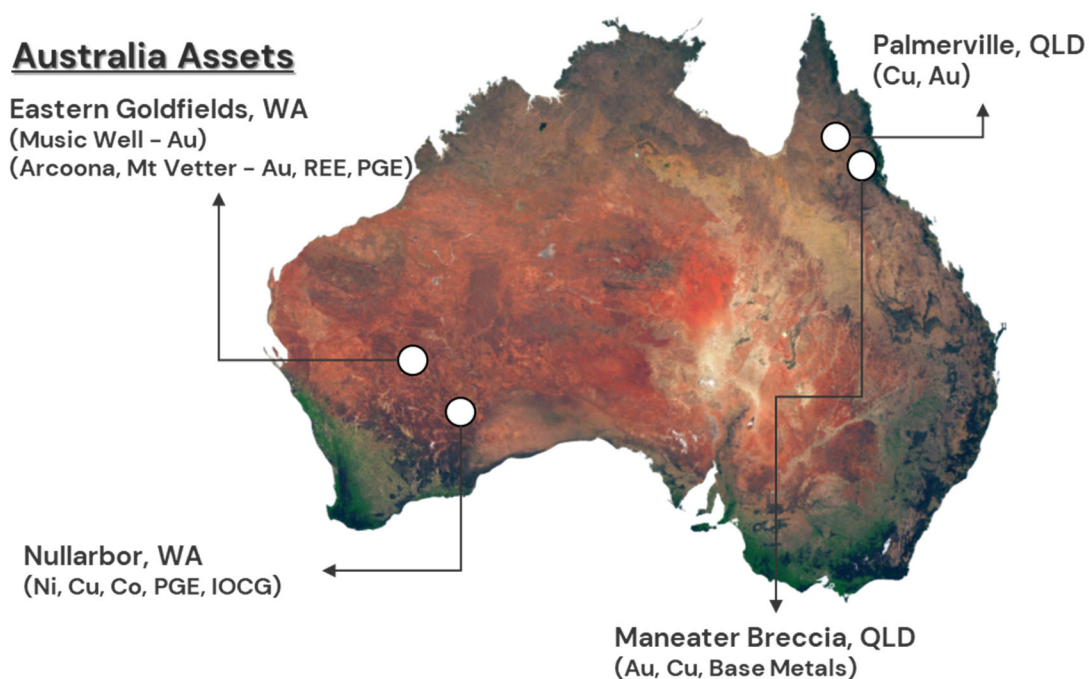 Australia Assets
Eastern Goldfields, WA
(Music Well – Au)
(Arcoona, Mt Vetter – Au, REE, PGE)
Palmerville, QLD
(Cu, Au)
Nullarbor, WA
(Ni, Cu, Co, PGE, IOCG)
Maneater Breccia, QLD
(Au, Cu, Base Metals)